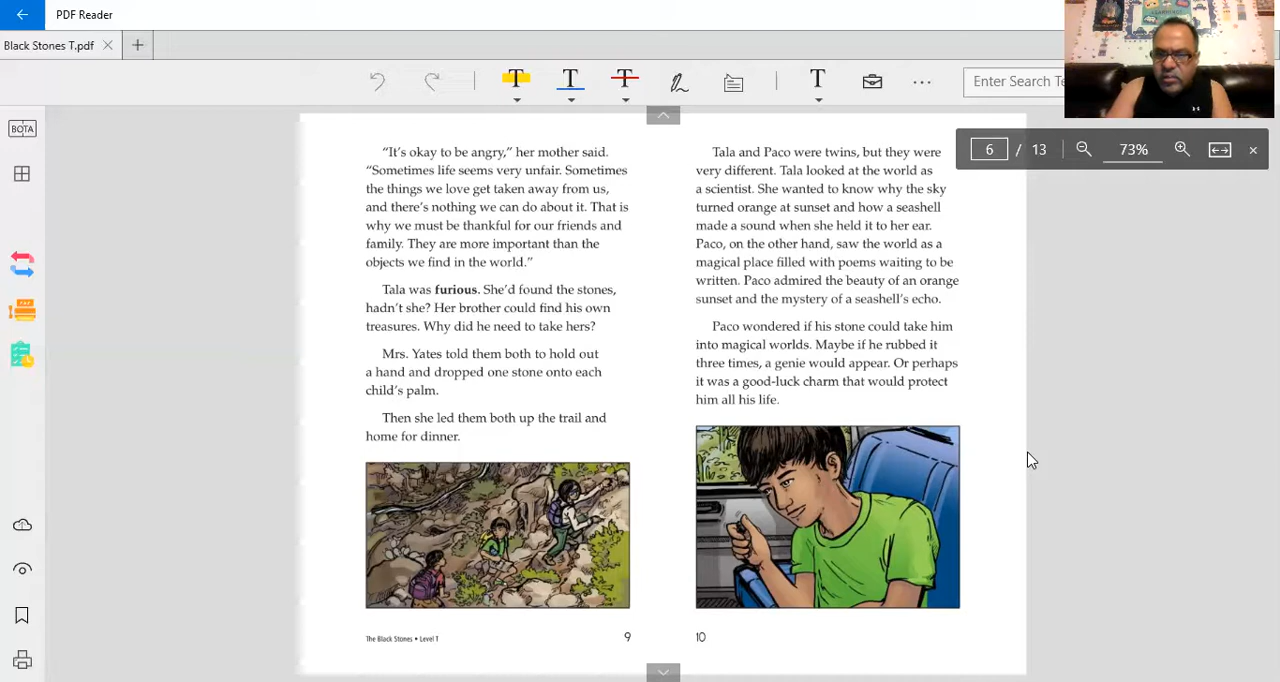 PDF Reader
Black Stones T.pdf
Enter Search Te
BOTA
6 / 13
73%
“It’s okay to be angry,” her mother said.
“Sometimes life seems very unfair. Sometimes
the things we love get taken away from us,
and there’s nothing we can do about it. That is
why we must be thankful for our friends and
family. They are more important than the
objects we find in the world.”
Tala was furious. She’d found the stones,
hadn’t she? Her brother could find his own
treasures. Why did he need to take hers?
Mrs. Yates told them both to hold out
a hand and dropped one stone onto each
child’s palm.
Then she led them both up the trail and
home for dinner.
The Black Stones • Level T
9
Tala and Paco were twins, but they were
very different. Tala looked at the world as
a scientist. She wanted to know why the sky
turned orange at sunset and how a seashell
made a sound when she held it to her ear.
Paco, on the other hand, saw the world as a
magical place filled with poems waiting to be
written. Paco admired the beauty of an orange
sunset and the mystery of a seashell’s echo.
Paco wondered if his stone could take him
into magical worlds. Maybe if he rubbed it
three times, a genie would appear. Or perhaps
it was a good-luck charm that would protect
him all his life.
10